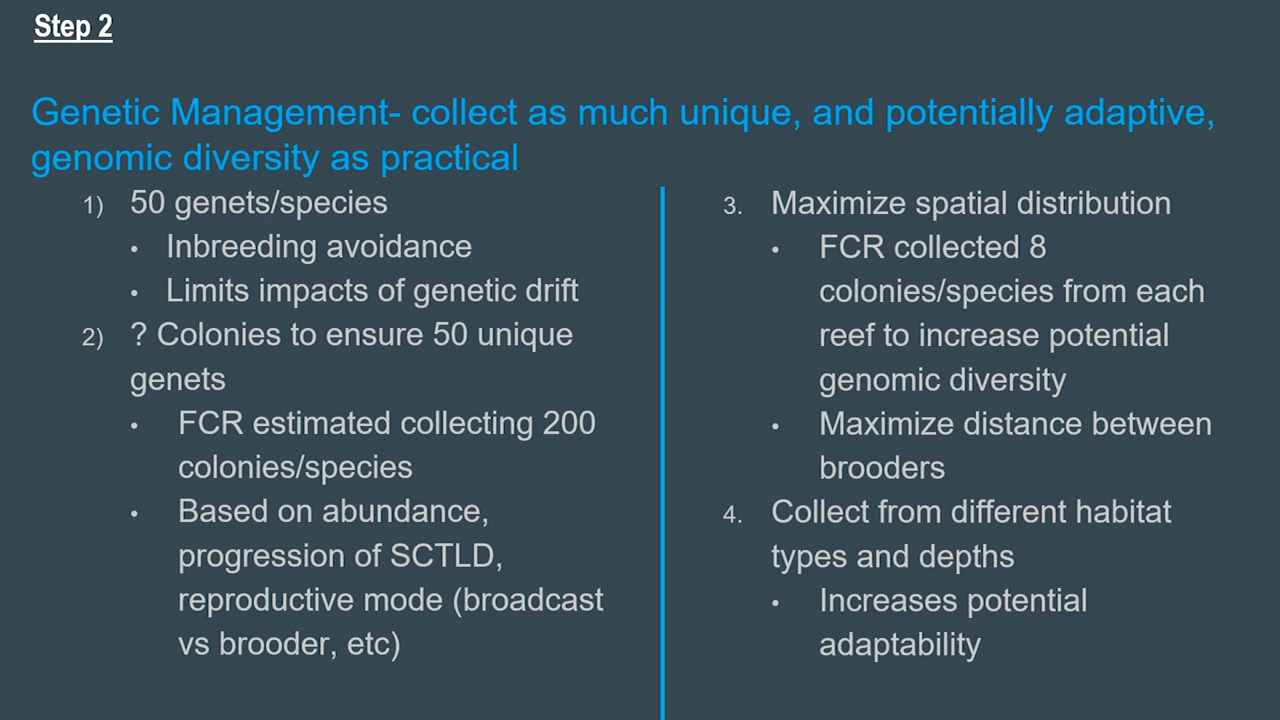 Step 2
Genetic Management- collect as much unique, and potentially adaptive,
genomic diversity as practical
1) 50 genets/species
• Inbreeding avoidance
• Limits impacts of genetic drift
2) ? Colonies to ensure 50 unique
genets
• FCR estimated collecting 200
colonies/species
• Based on abundance,
progression of SCTLD,
reproductive mode (broadcast
vs brooder, etc)
3. Maximize spatial distribution
• FCR collected 8
colonies/species from each
reef to increase potential
genomic diversity
• Maximize distance between
brooders
4. Collect from different habitat
types and depths
• Increases potential
adaptability